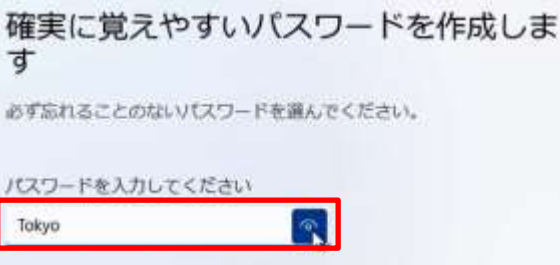 確実に覚えやすいパスワードを作成しま
す
必ず忘れることのないパスワードを選んでください。
パスワードを入力してください
Tokyo